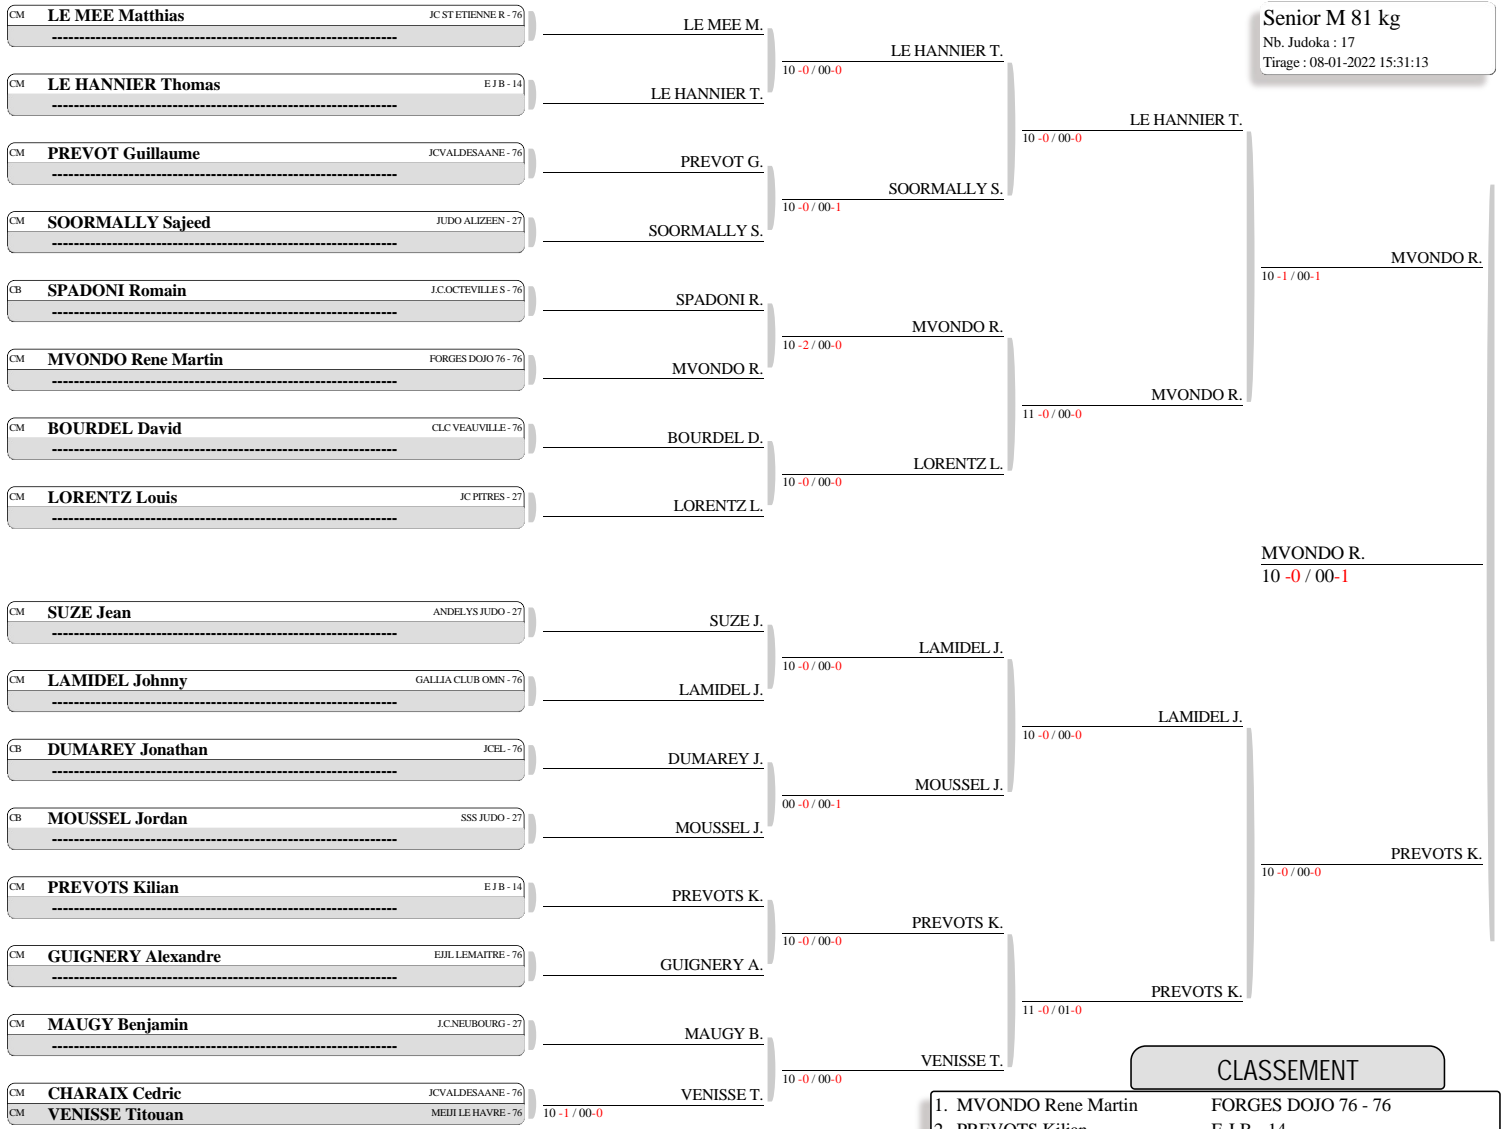 Senior M 81 kg
Nb. Judoka : 17
Tirage : 08-01-2022 15:31:13
CM LE MEE Matthias JC ST ETIENNE R - 76
CM LE HANNIER Thomas E J B - 14
CM PREVOT Guillaume JCVALDESAANE - 76
CM SOORMALLY Sajeed JUDO ALIZEEN - 27
CB SPADONI Romain J.C.OCTEVILLE S - 76
CM MVONDO Rene Martin FORGES DOJO 76 - 76
CM BOURDEL David CLC VEAUVILLE - 76
CM LORENTZ Louis JC PITRES - 27
CM SUZE Jean ANDELYS JUDO - 27
CM LAMIDEL Johnny GALLIA CLUB OMN - 76
CB DUMAREY Jonathan JCEL - 76
CB MOUSSEL Jordan SSS JUDO - 27
CM PREVOTS Kilian E J B - 14
CM GUIGNERY Alexandre EJJL LEMAITRE - 76
CM MAUGY Benjamin J.C.NEUBOURG - 27
CM CHARAIX Cedric JCVALDESAANE - 76
CM VENISSE Titouan MEIJI LE HAVRE - 76
LE MEE M.
LE HANNIER T.
PREVOT G.
SOORMALLY S.
SPADONI R.
MVONDO R.
BOURDEL D.
LORENTZ L.
SUZE J.
LAMIDEL J.
DUMAREY J.
MOUSSEL J.
PREVOTS K.
GUIGNERY A.
MAUGY B.
VENISSE T.
10 -1 / 00-0
LE HANNIER T.
10 -0 / 00-0
SOORMALLY S.
10 -0 / 00-1
MVONDO R.
10 -2 / 00-0
LORENTZ L.
10 -0 / 00-0
LAMIDEL J.
10 -0 / 00-0
MOUSSEL J.
00 -0 / 00-1
PREVOTS K.
10 -0 / 00-0
VENISSE T.
10 -0 / 00-0
LE HANNIER T.
10 -0 / 00-0
MVONDO R.
11 -0 / 00-0
LAMIDEL J.
10 -0 / 00-0
PREVOTS K.
11 -0 / 01-0
MVONDO R.
10 -1 / 00-1
PREVOTS K.
10 -0 / 00-0
MVONDO R.
10 -0 / 00-1
CLASSEMENT
1. MVONDO Rene Martin FORGES DOJO 76 - 76
2. PREVOTS Kilian E J B - 14